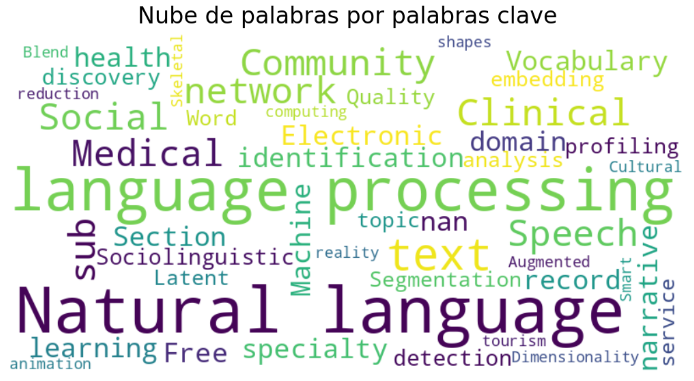 Nube de palabras por palabras clave
shapes
Blend health
Skeletal
Community
Vocabulary
discovery
network
embedding
reduction
Quality
Social
Word
computing
Clinical
Electronic
domain
profiling
Medical
identification
analysis
Cultural
language processing
sub
Section
Machine
topic
nan
Speech
Sociolinguistic
reality
text
Augmented
narrative
Latent
Segmentation
record
Smart
service
Natural language
tourism
learning
Free
specialty
detection
Dimensionality
animation